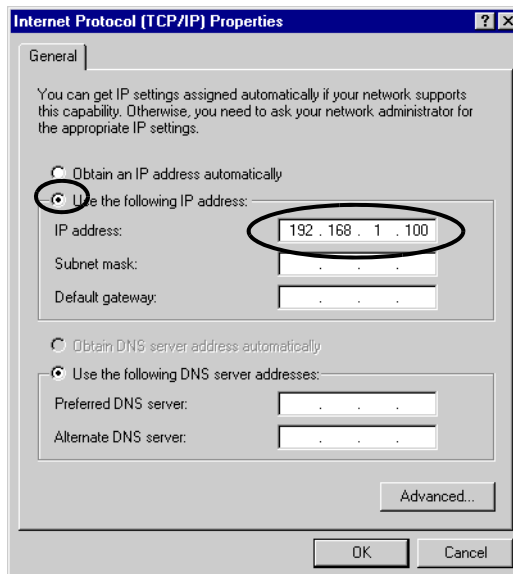 Internet Protocol (TCP/IP) Properties
General
You can get IP settings assigned automatically if your network supports
this capability. Otherwise, you need to ask your network administrator for
the appropriate IP settings.
Obtain an IP address automatically
Use the following IP address:
IP address: 192 . 168 . 1 . 100
Subnet mask: . . .
Default gateway: . . .
Obtain DNS server address automatically
Use the following DNS server addresses:
Preferred DNS server: . . .
Alternate DNS server: . . .
Advanced...
OK Cancel